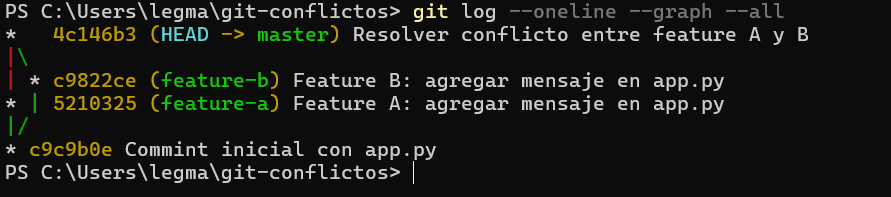 PS C:\Users\legma\git-conflictos> git log --oneline --graph --all
*   4c146b3 (HEAD -> master) Resolver conflicto entre feature A y B
|\
| * c9822ce (feature-b) Feature B: agregar mensaje en app.py
* | 5210325 (feature-a) Feature A: agregar mensaje en app.py
|/
* c9c9b0e Commint inicial con app.py
PS C:\Users\legma\git-conflictos>